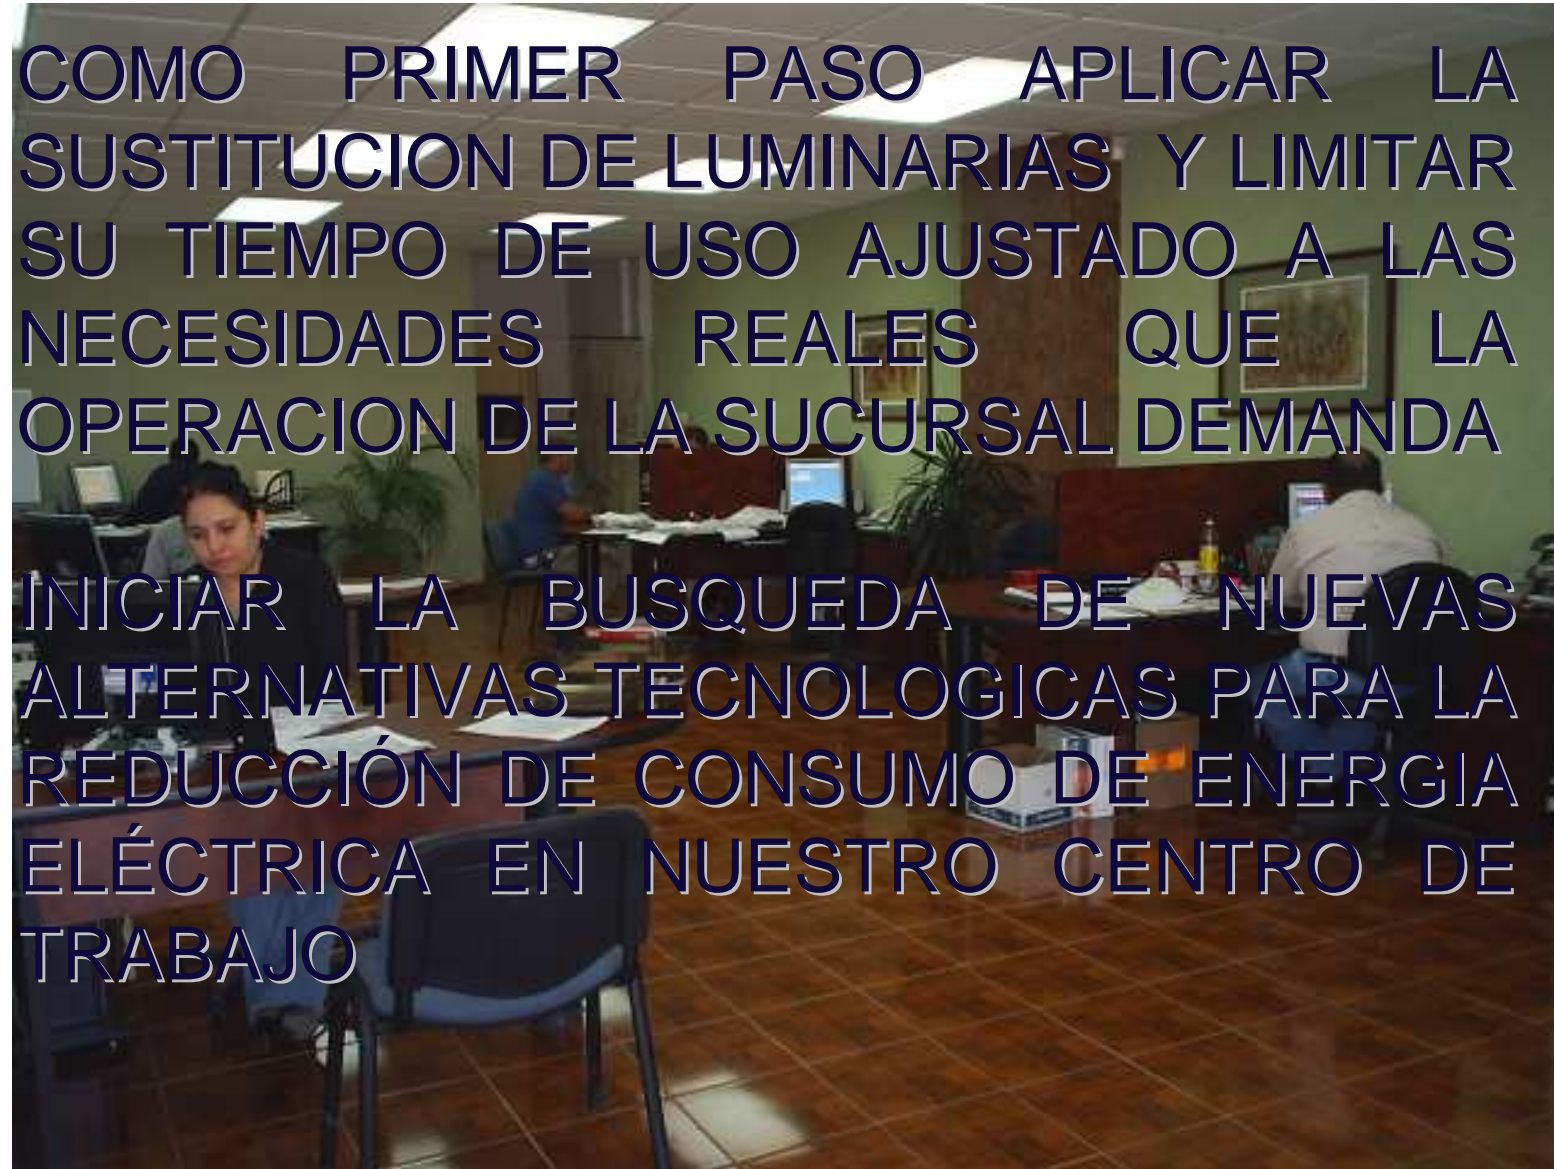 COMO PRIMER PASO APLICAR LA
SUSTITUCION DE LUMINARIAS Y LIMITAR
SU TIEMPO DE USO AJUSTADO A LAS
NECESIDADES REALES QUE LA
OPERACION DE LA SUCURSAL DEMANDA
INICIAR LA BUSQUEDA DE NUEVAS
ALTERNATIVAS TECNOLOGICAS PARA LA
REDUCCIÓN DE CONSUMO DE ENERGIA
ELÉCTRICA EN NUESTRO CENTRO DE
TRABAJO